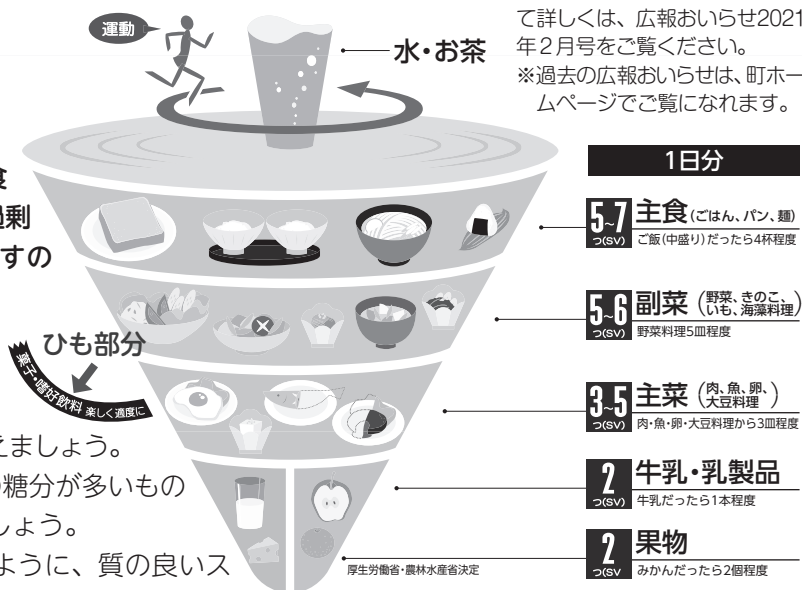 て詳しくは、広報おいらせ2021
年2月号をご覧ください。
※過去の広報おいらせは、町ホー
ムページでご覧になれます。
運動
水・お茶
食
過剰
すの
ひも部分
菓子・嗜好飲料 楽しく適度に
えましょう。
糖分が多いもの
しょう。
ように、質の良いス
1日分
5~7 つ(SV) 主食(ごはん、パン、麺)
ご飯(中盛り)だったら4杯程度
5~6 つ(SV) 副菜(野菜、きのこ、いも、海藻料理)
野菜料理5皿程度
3~5 つ(SV) 主菜(肉、魚、卵、大豆料理)
肉・魚・卵・大豆料理から3皿程度
2 つ(SV) 牛乳・乳製品
牛乳だったら1本程度
2 つ(SV 果物
みかんだったら2個程度
厚生労働省・農林水産省決定